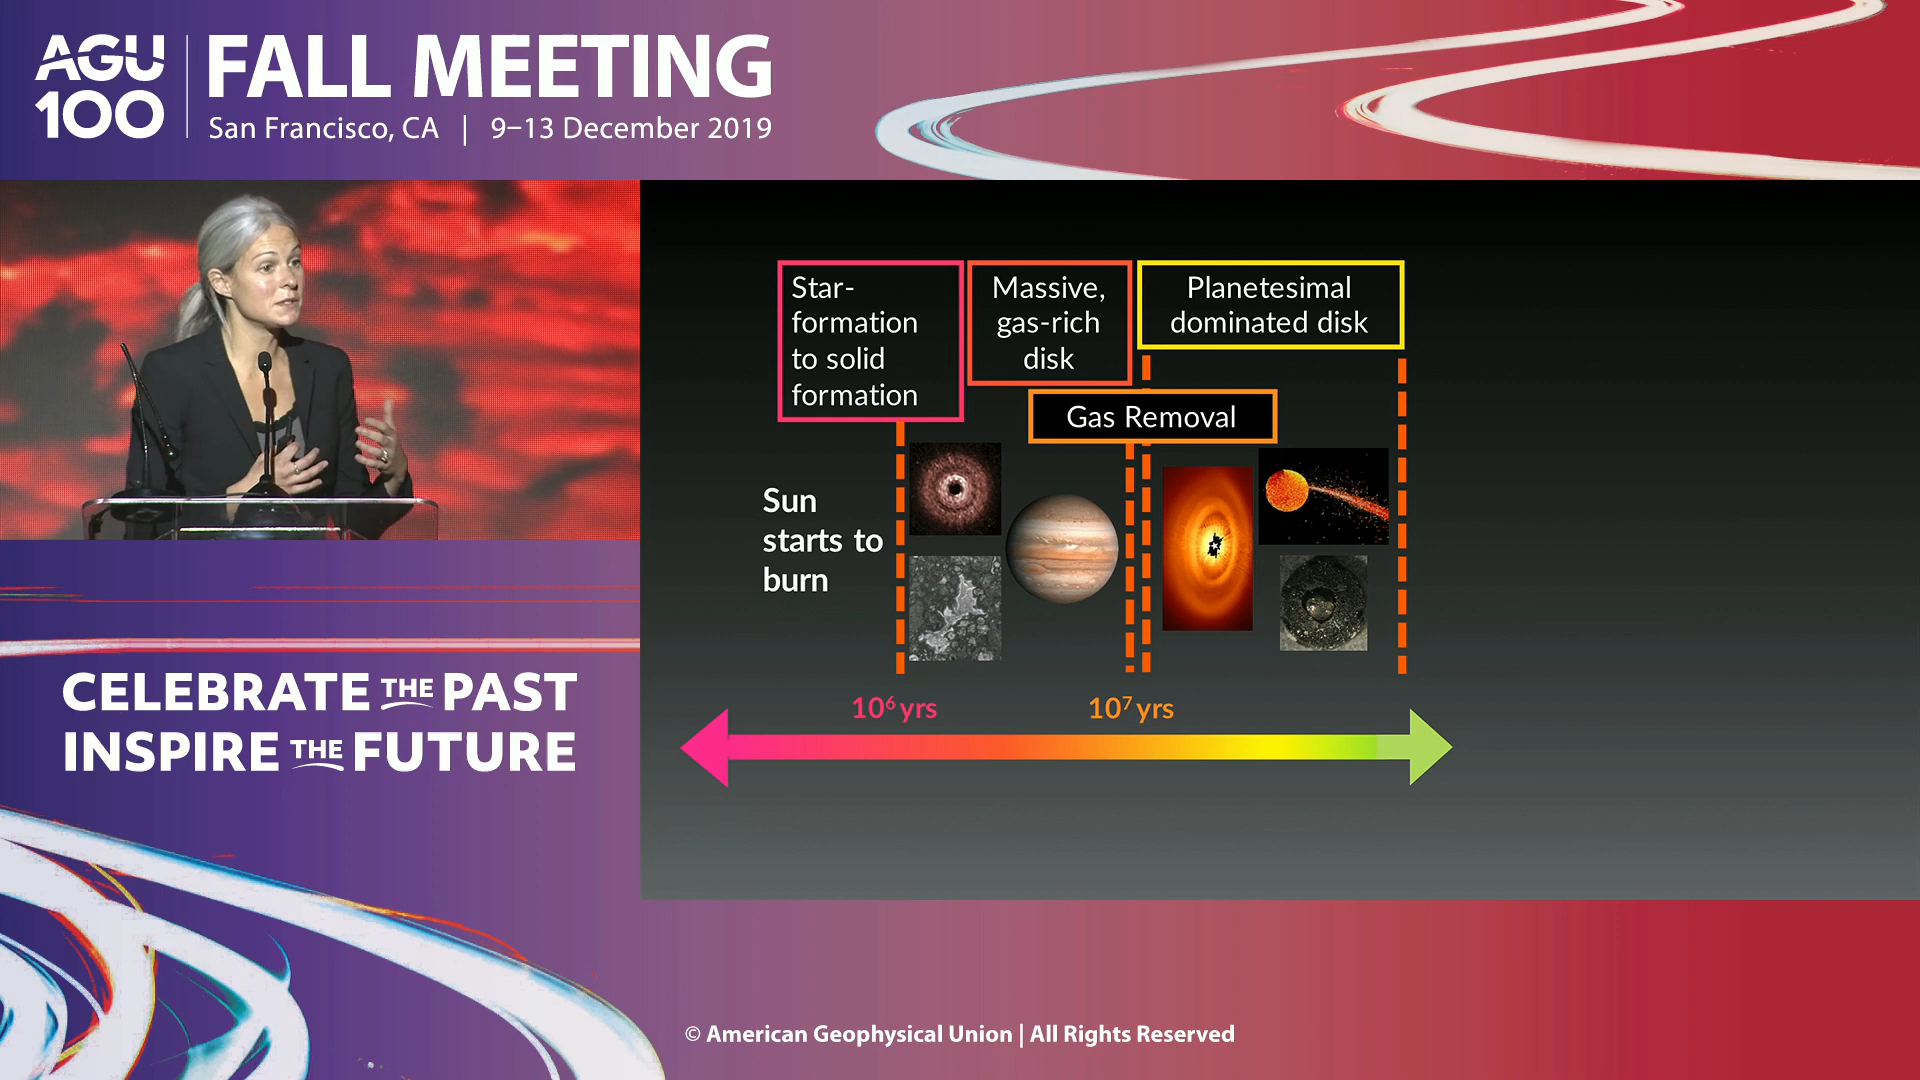 AGU
100
FALL MEETING
San Francisco, CA | 9–13 December 2019
Star-
formation
to solid
formation
Massive,
gas-rich
disk
Planetesimal
dominated disk
Gas Removal
Sun
starts to
burn
10⁶ yrs
10⁷ yrs
CELEBRATE THE PAST
INSPIRE THE FUTURE
© American Geophysical Union | All Rights Reserved